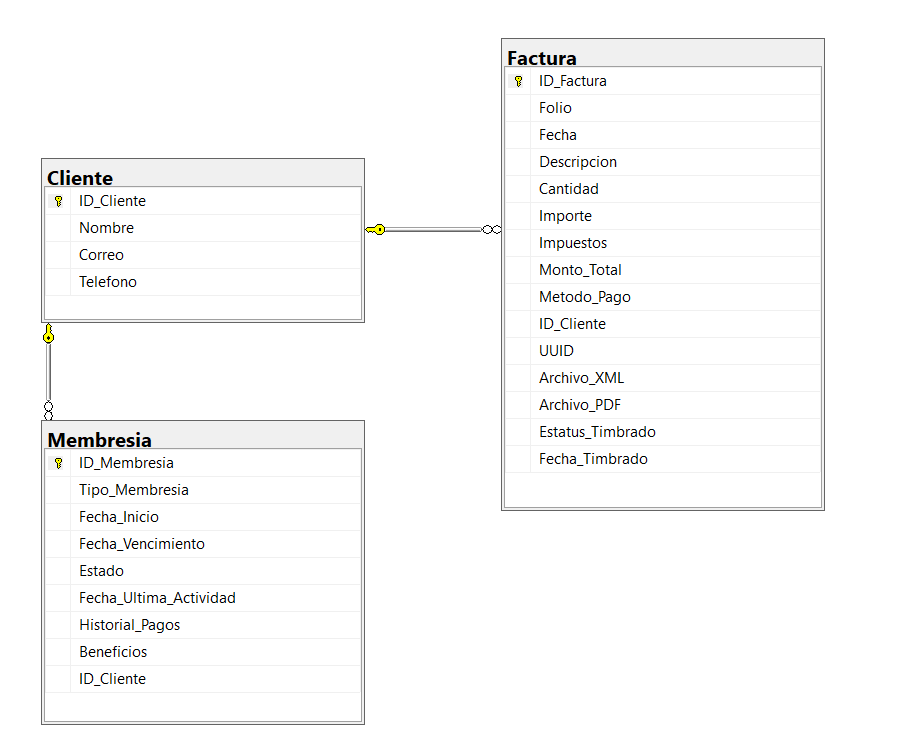 Cliente
ID_Cliente
Nombre
Correo
Telefono
Factura
ID_Factura
Folio
Fecha
Descripcion
Cantidad
Importe
Impuestos
Monto_Total
Metodo_Pago
ID_Cliente
UUID
Archivo_XML
Archivo_PDF
Estatus_Timbrado
Fecha_Timbrado
Membresia
ID_Membresia
Tipo_Membresia
Fecha_Inicio
Fecha_Vencimiento
Estado
Fecha_Ultima_Actividad
Historial_Pagos
Beneficios
ID_Cliente